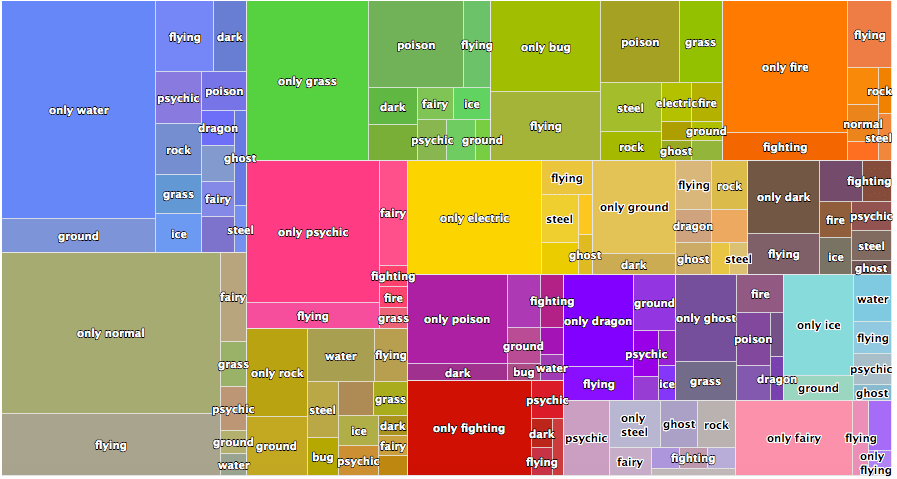 only water
flying
dark
psychic
poison
rock
dragon
ghost
grass
fairy
ice
steel
ground
only grass
poison
flying
dark
fairy
ice
psychic
ground
only bug
flying
poison
grass
steel
electric
fire
rock
ground
ghost
only fire
fighting
flying
rock
normal
steel
only normal
flying
fairy
grass
psychic
ground
water
only psychic
flying
fairy
fighting
fire
grass
only electric
flying
steel
ghost
only ground
dark
flying
rock
dragon
ghost
steel
only dark
flying
fighting
fire
psychic
ice
steel
ghost
only rock
ground
water
flying
steel
bug
grass
ice
dark
fairy
psychic
only poison
dark
fighting
ground
bug
water
only dragon
flying
ground
psychic
ice
only ghost
grass
fire
poison
dragon
only ice
ground
water
flying
psychic
ghost
only fighting
psychic
dark
flying
psychic
only
steel
fairy
ghost
rock
fighting
only fairy
flying
only
flying